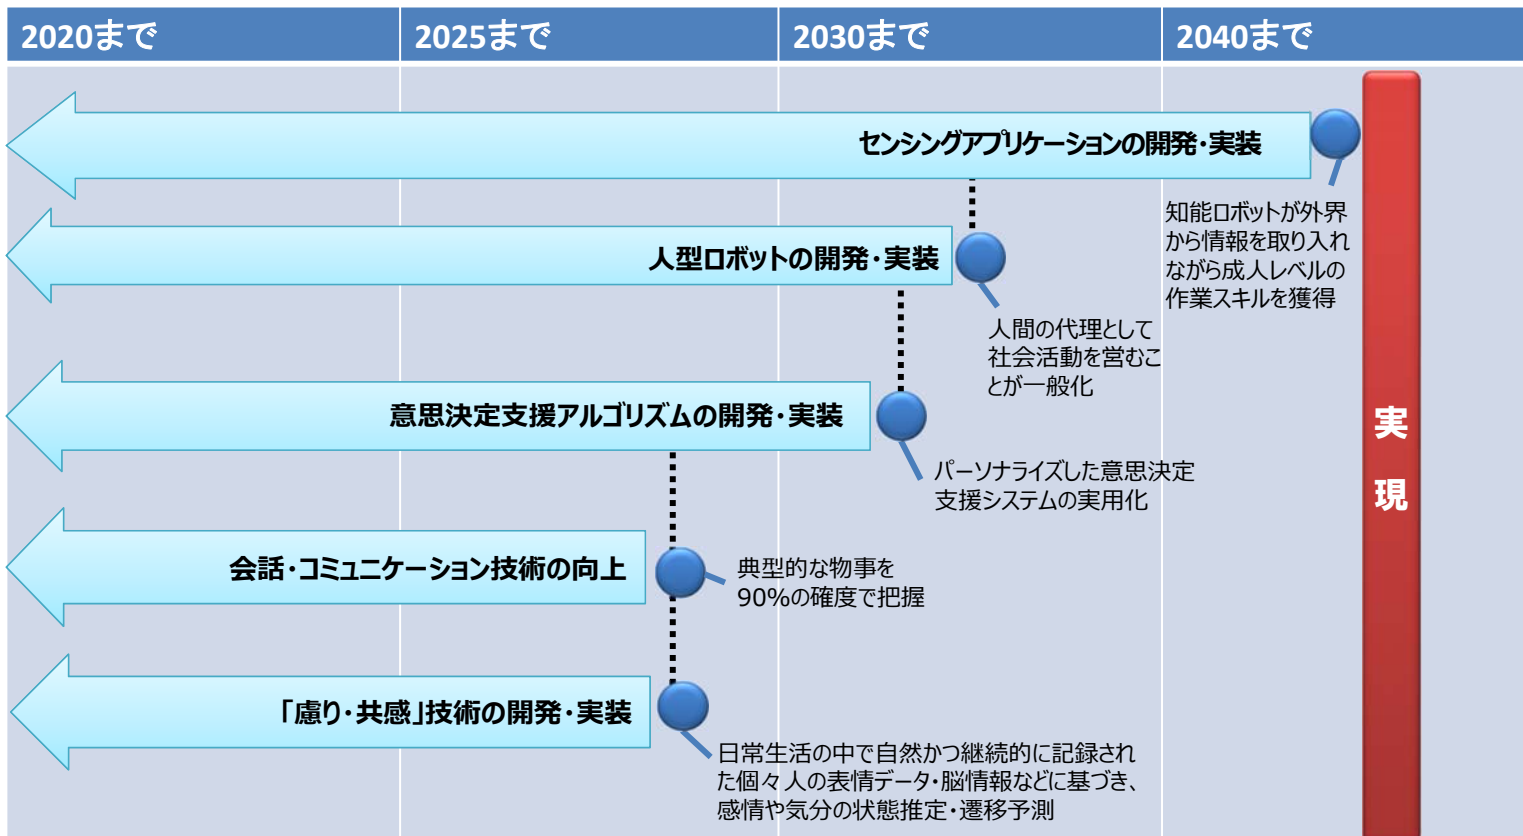 2020まで
2025まで
2030まで
2040まで
センシングアプリケーションの開発・実装
知能ロボットが外界
から情報を取り入れ
ながら成人レベルの
作業スキルを獲得
人型ロボットの開発・実装
人間の代理として
社会活動を営むこ
とが一般化
意思決定支援アルゴリズムの開発・実装
パーソナライズした意思決定
支援システムの実用化
会話・コミュニケーション技術の向上
典型的な物事を
90%の確度で把握
「慮り・共感」技術の開発・実装
日常生活の中で自然かつ継続的に記録され
た個々人の表情データ・脳情報などに基づき、
感情や気分の状態推定・遷移予測
実
現